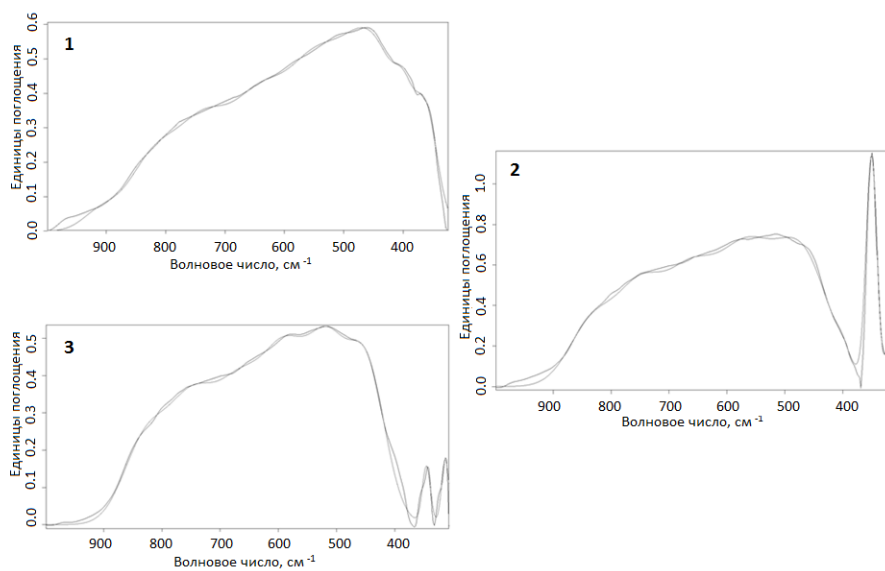 1
Единицы поглощения
0.0 0.1 0.2 0.3 0.4 0.5 0.6
900 800 700 600 500 400
Волновое число, см -1
2
Единицы поглощения
0.0 0.2 0.4 0.6 0.8 1.0
900 800 700 600 500 400
Волновое число, см -1
3
Единицы поглощения
0.0 0.1 0.2 0.3 0.4 0.5
900 800 700 600 500 400
Волновое число, см -1